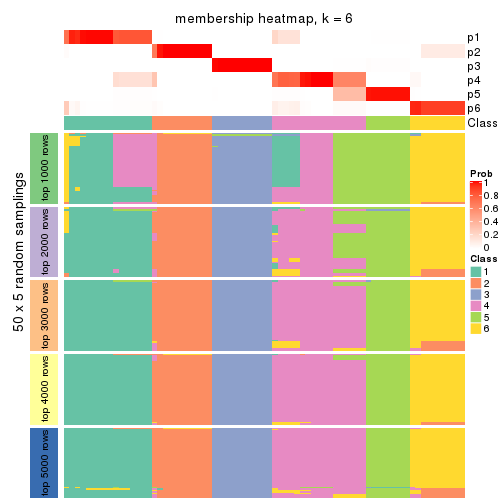 membership heatmap, k = 6
p1
p2
p3
p4
p5
p6
Class
50 x 5 random samplings
top 1000 rows
top 2000 rows
top 3000 rows
top 4000 rows
top 5000 rows
Prob
1
0.8
0.6
0.4
0.2
0
Class
1
2
3
4
5
6